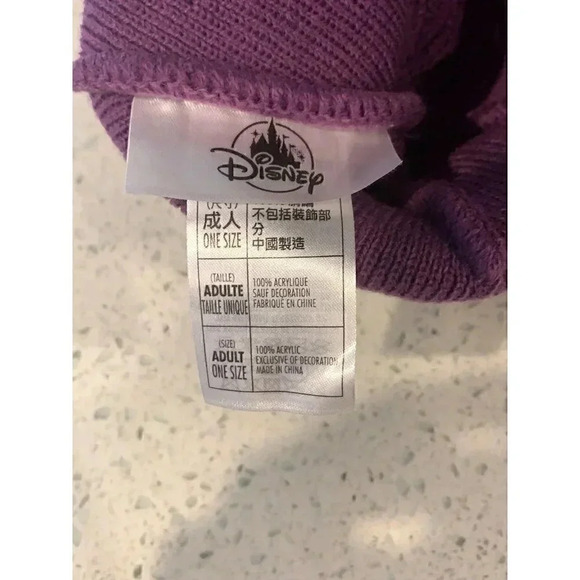 Disney
(尺寸)
成人
ONE SIZE
不包括裝飾部
分
中國製造
(TAILLE)
ADULTE
TAILLE UNIQUE
100% ACRYLIQUE
SAUF DECORATION
FABRIQUÉ EN CHINE
(SIZE)
ADULT
ONE SIZE
100% ACRYLIC
EXCLUSIVE OF DECORATION
MADE IN CHINA